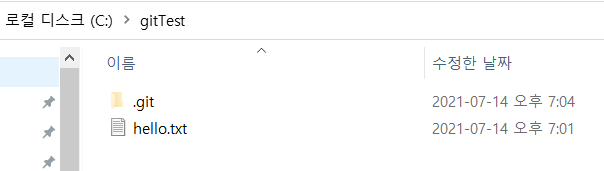 로컬 디스크 (C:) > gitTest
이름 수정한 날짜
.git 2021-07-14 오후 7:04
hello.txt 2021-07-14 오후 7:01